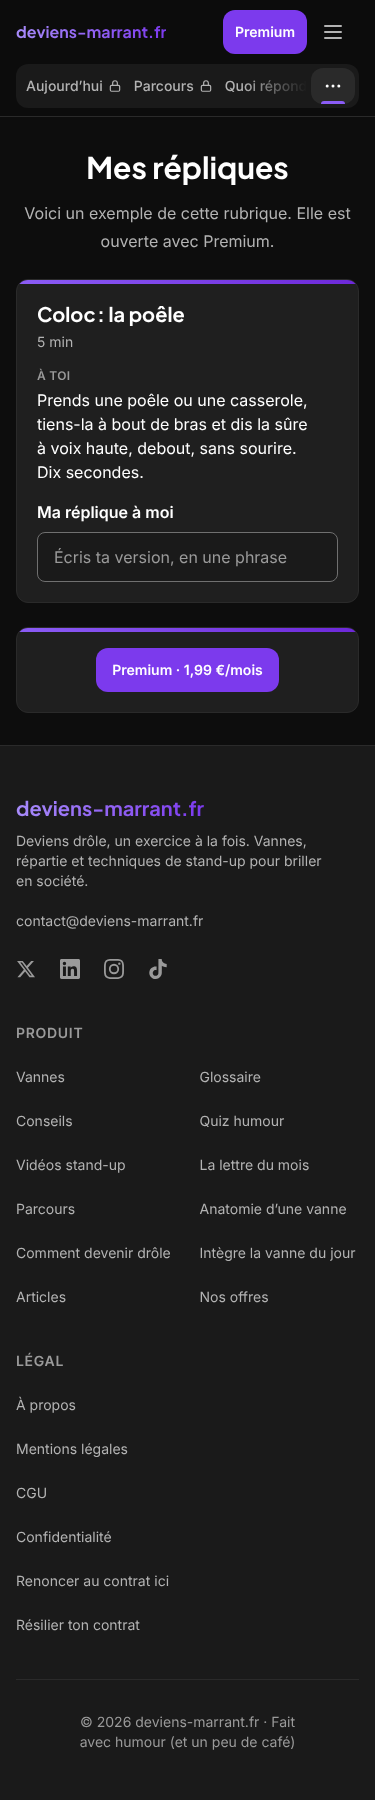 deviens-marrant.fr
Premium
Aujourd’hui
Parcours
Quoi répond
Mes répliques
Voici un exemple de cette rubrique. Elle est
ouverte avec Premium.
Coloc : la poêle
5 min
À TOI
Prends une poêle ou une casserole,
tiens-la à bout de bras et dis la sûre
à voix haute, debout, sans sourire.
Dix secondes.
Ma réplique à moi
Écris ta version, en une phrase
Premium · 1,99 €/mois
deviens-marrant.fr
Deviens drôle, un exercice à la fois. Vannes,
répartie et techniques de stand-up pour briller
en société.
contact@deviens-marrant.fr
PRODUIT
Vannes
Glossaire
Conseils
Quiz humour
Vidéos stand-up
La lettre du mois
Parcours
Anatomie d’une vanne
Comment devenir drôle
Intègre la vanne du jour
Articles
Nos offres
LÉGAL
À propos
Mentions légales
CGU
Confidentialité
Renoncer au contrat ici
Résilier ton contrat
© 2026 deviens-marrant.fr · Fait
avec humour (et un peu de café)